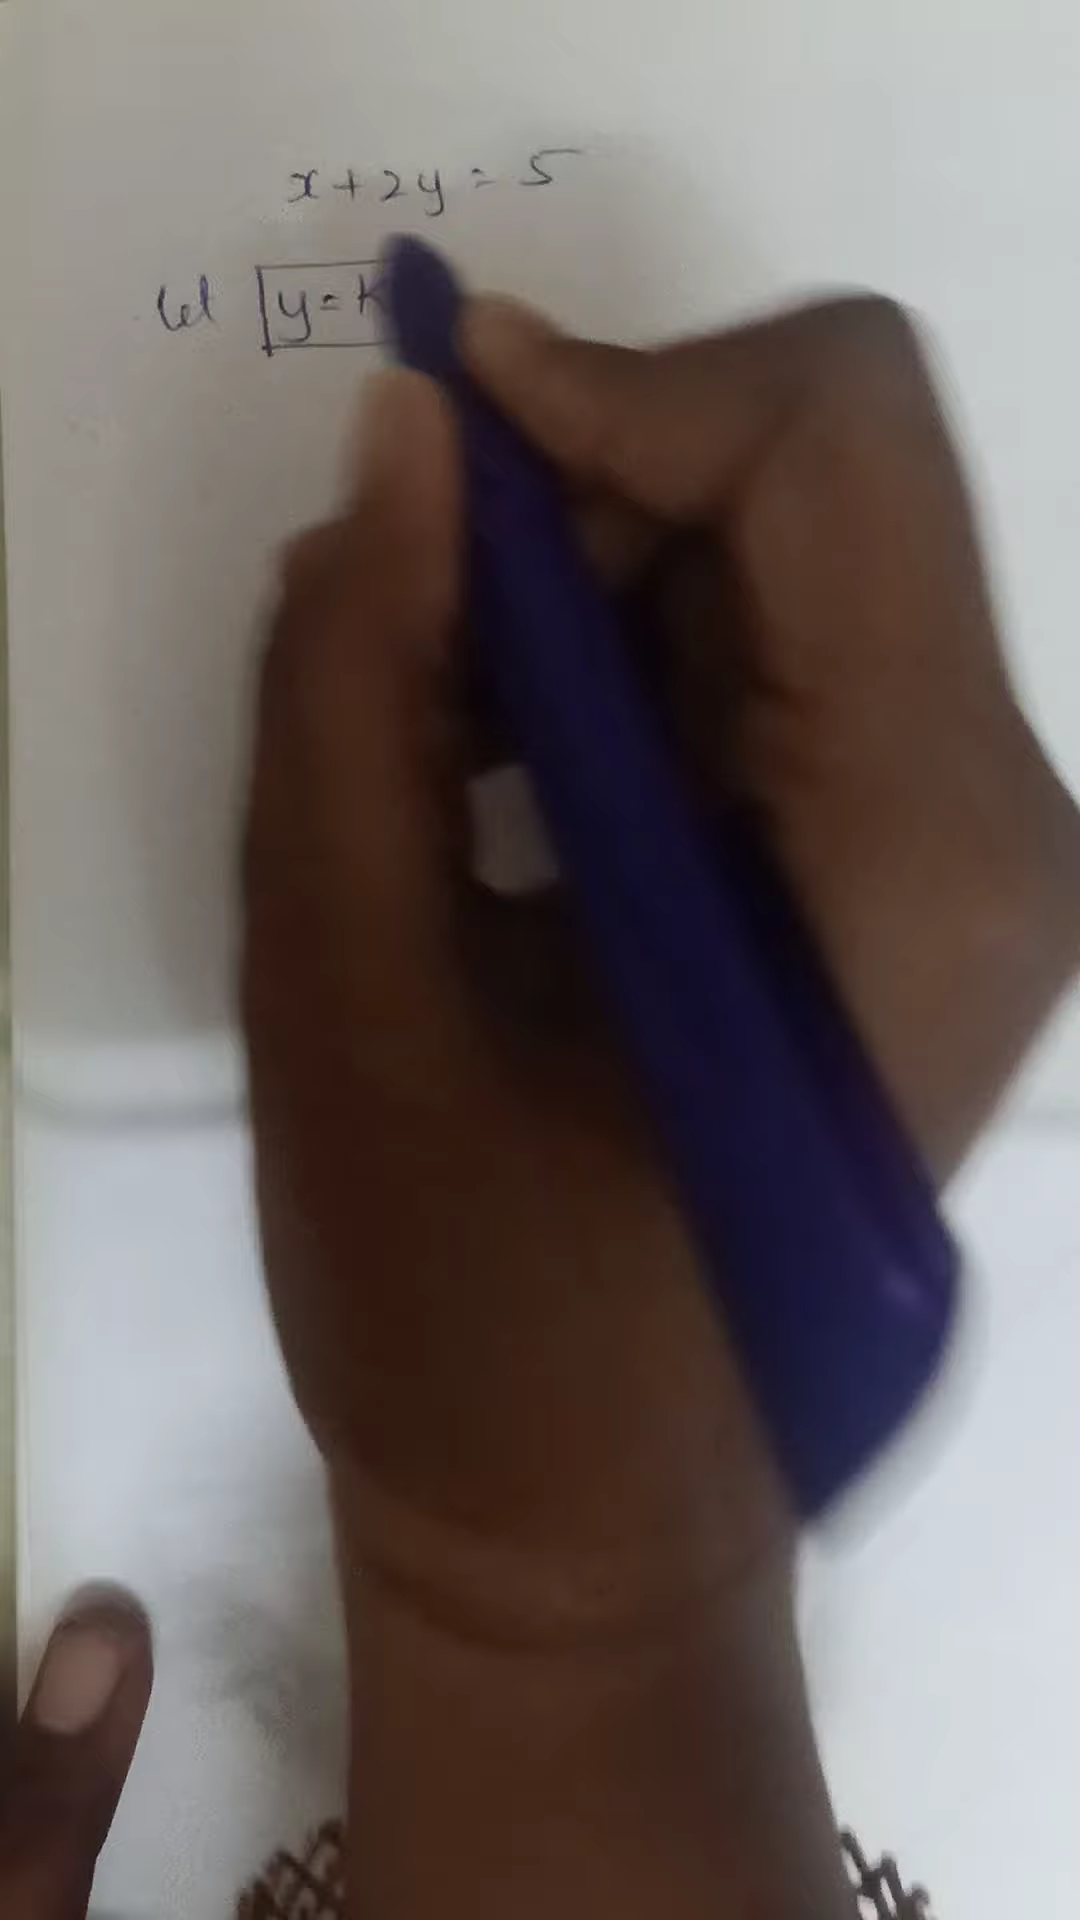 x + 2y = 5
let y = k